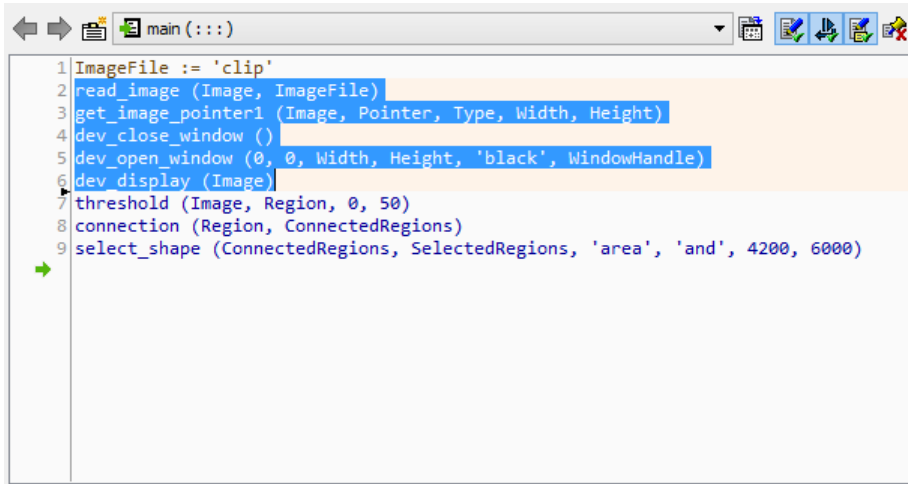 main (:::)
1 ImageFile := 'clip'
2 read_image (Image, ImageFile)
3 get_image_pointer1 (Image, Pointer, Type, Width, Height)
4 dev_close_window ()
5 dev_open_window (0, 0, Width, Height, 'black', WindowHandle)
6 dev_display (Image)
7 threshold (Image, Region, 0, 50)
8 connection (Region, ConnectedRegions)
9 select_shape (ConnectedRegions, SelectedRegions, 'area', 'and', 4200, 6000)